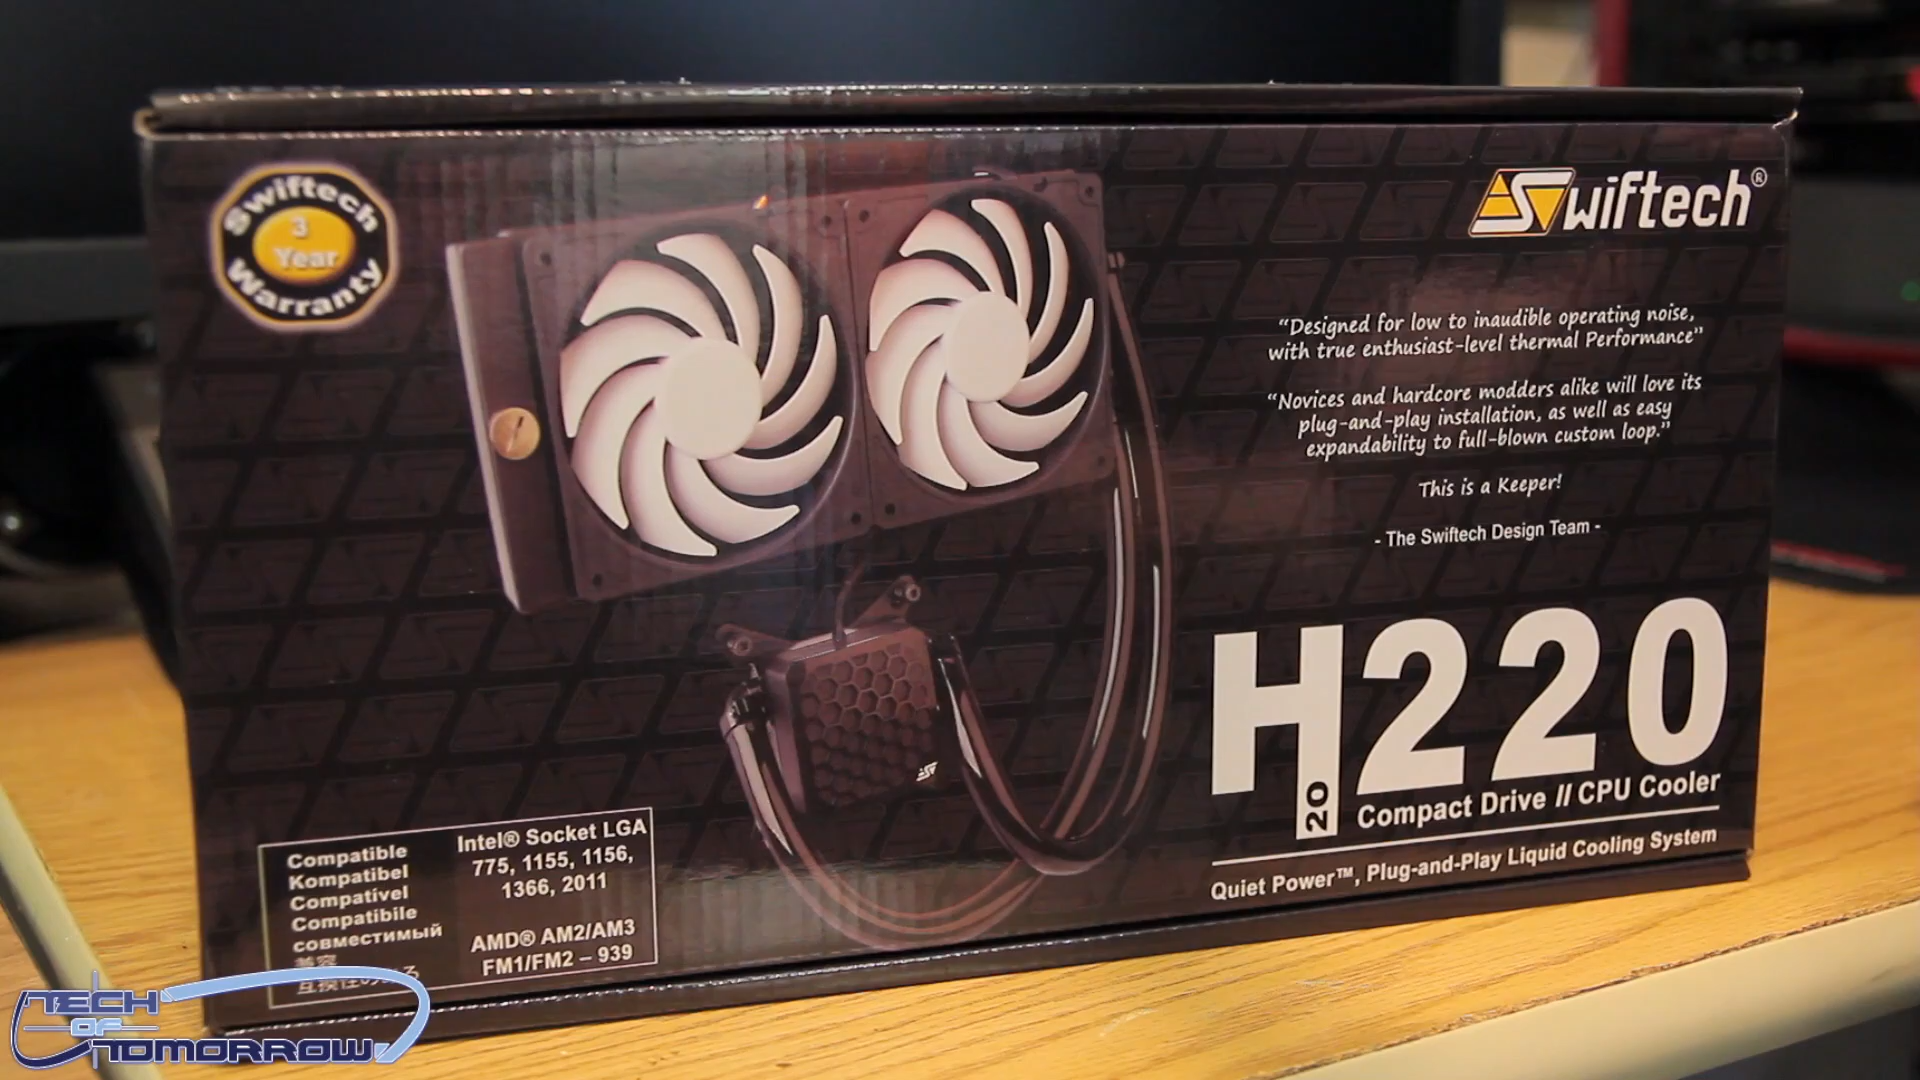 Swiftech
3
Year
Warranty
Swiftech®
“Designed for low to inaudible operating noise,
with true enthusiast-level thermal Performance”
“Novices and hardcore modders alike will love its
plug-and-play installation, as well as easy
expandability to full-blown custom loop.”
This is a Keeper!
- The Swiftech Design Team -
H220
20
Compact Drive II CPU Cooler
Quiet Power™, Plug-and-Play Liquid Cooling System
Compatible
Kompatibel
Compatível
Compatibile
совместимый
Intel® Socket LGA
775, 1155, 1156,
1366, 2011
AMD® AM2/AM3
FM1/FM2 – 939
TECH
OF
TOMORROW